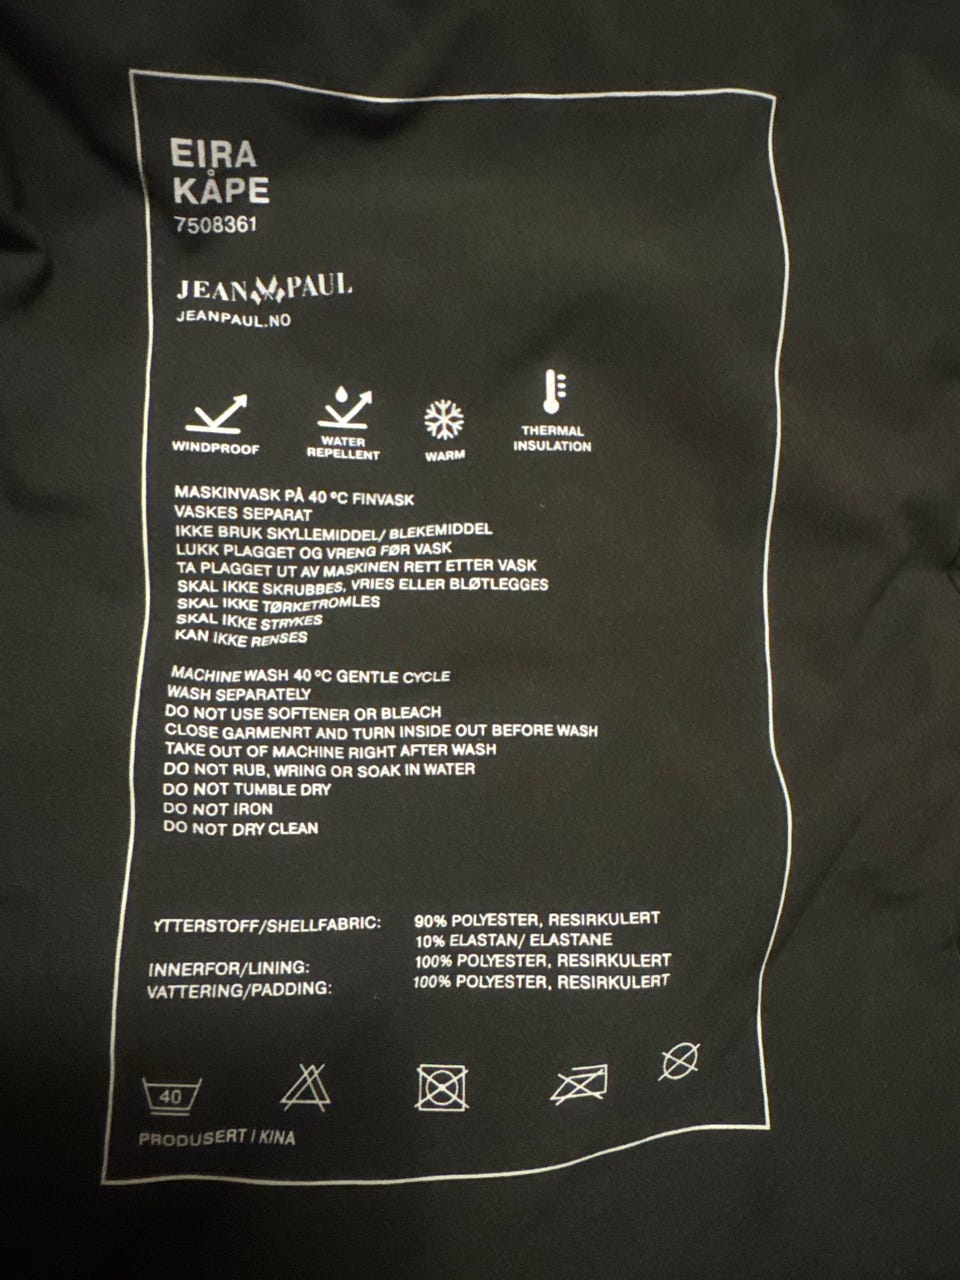 EIRA
KÅPE
7508361
JEAN PAUL
JEANPAUL.NO
WINDPROOF
WATER
REPELLENT
WARM
THERMAL
INSULATION
MASKINVASK PÅ 40 ºC FINVASK
VASKES SEPARAT
IKKE BRUK SKYLLEMIDDEL/ BLEKEMIDDEL
LUKK PLAGGET OG VRENG FØR VASK
TA PLAGGET UT AV MASKINEN RETT ETTER VASK
SKAL IKKE SKRUBBES, VRIES ELLER BLØTLEGGES
SKAL IKKE TØRKETROMLES
SKAL IKKE STRYKES
KAN IKKE RENSES
MACHINE WASH 40 ºC GENTLE CYCLE
WASH SEPARATELY
DO NOT USE SOFTENER OR BLEACH
CLOSE GARMENRT AND TURN INSIDE OUT BEFORE WASH
TAKE OUT OF MACHINE RIGHT AFTER WASH
DO NOT RUB, WRING OR SOAK IN WATER
DO NOT TUMBLE DRY
DO NOT IRON
DO NOT DRY CLEAN
YTTERSTOFF/SHELLFABRIC: 90% POLYESTER, RESIRKULERT
10% ELASTAN/ ELASTANE
INNERFOR/LINING: 100% POLYESTER, RESIRKULERT
VATTERING/PADDING: 100% POLYESTER, RESIRKULERT
40
PRODUSERT I KINA